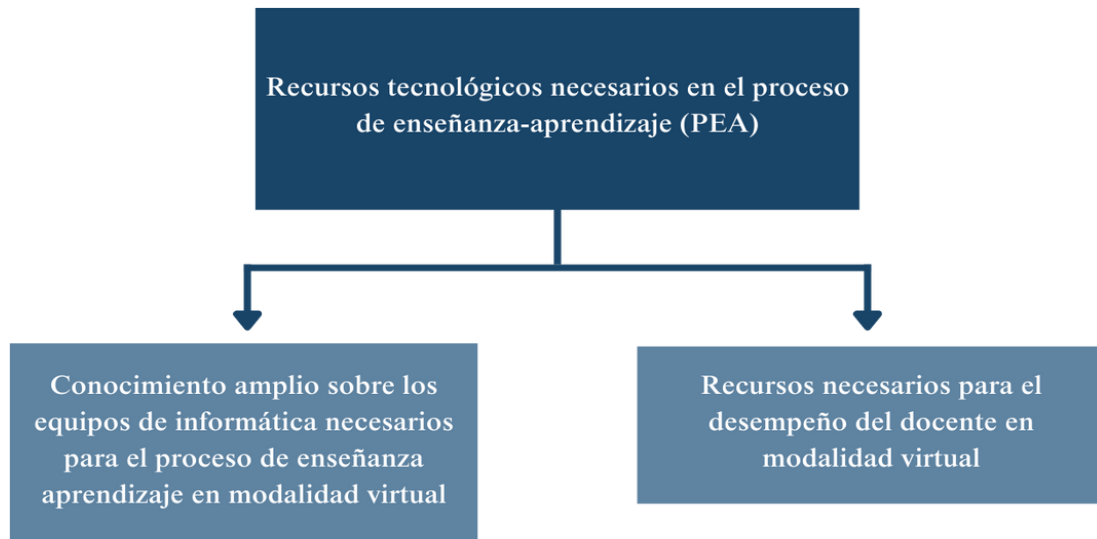 Recursos tecnológicos necesarios en el proceso
de enseñanza-aprendizaje (PEA)
Conocimiento amplio sobre los
equipos de informática necesarios
para el proceso de enseñanza
aprendizaje en modalidad virtual
Recursos necesarios para el
desempeño del docente en
modalidad virtual